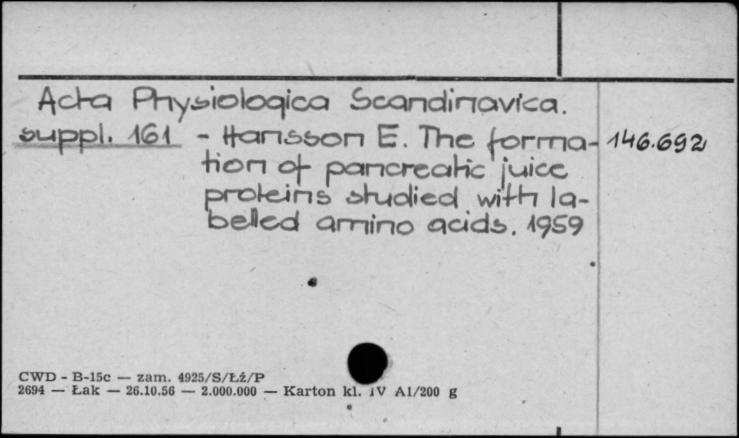 Acta Physiologica Scandinavica.
suppl. 161 - Hansson E. The forma- 146.692
tion of pancreatic juice
proteins studied with la-
belled amino acids. 1959
CWD - B-15c — zam. 4925/S/Łż/P
2694 — Łak — 26.10.56 — 2.000.000 — Karton kl. IV A1/200 g